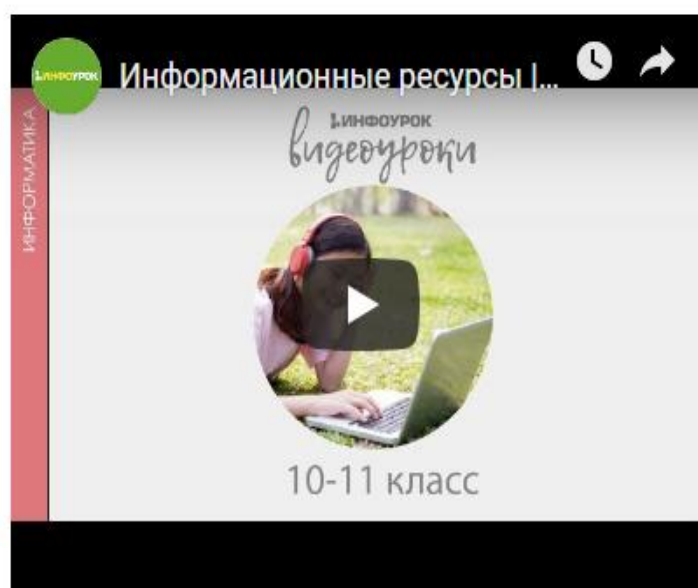 ИНФОУРОК
Информационные ресурсы |...
ИНФОРМАТИКА
ИНФОУРОК
видеоуроки
10-11 класс